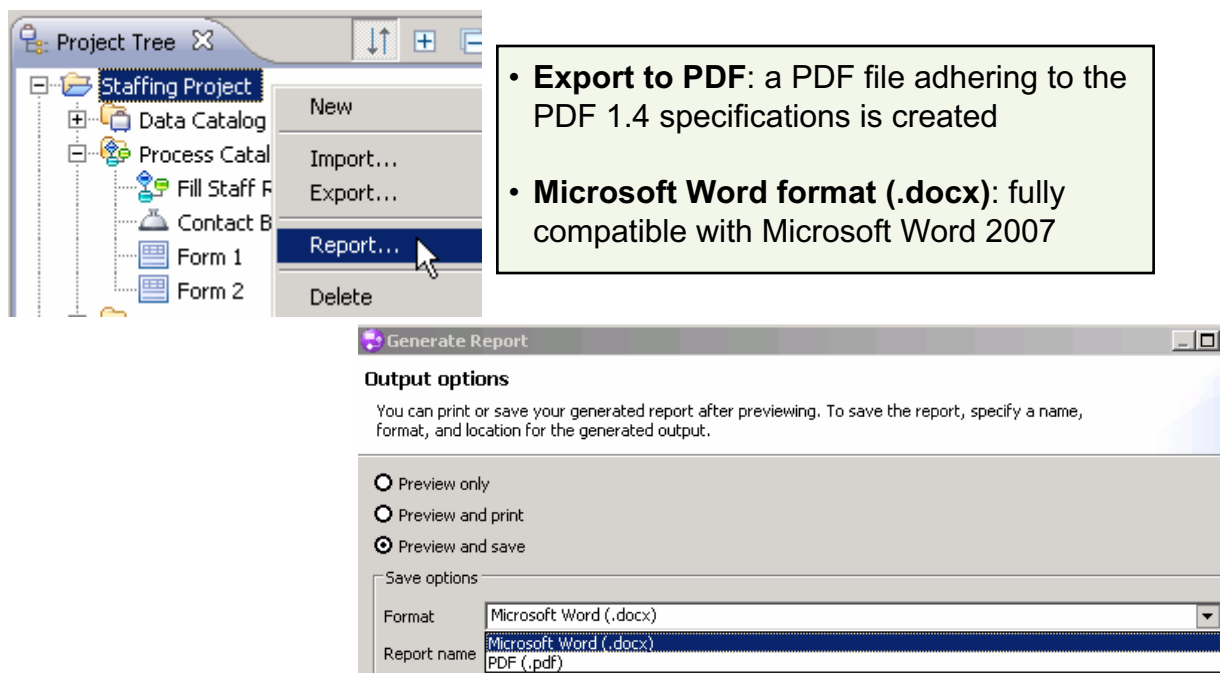 Project Tree
Staffing Project
Data Catalog
Process Catal
Fill Staff R
Contact B
Form 1
Form 2
New
Import...
Export...
Report...
Delete
• Export to PDF: a PDF file adhering to the
PDF 1.4 specifications is created
• Microsoft Word format (.docx): fully
compatible with Microsoft Word 2007
Generate Report
Output options
You can print or save your generated report after previewing. To save the report, specify a name,
format, and location for the generated output.
Preview only
Preview and print
Preview and save
Save options
Format Microsoft Word (.docx)
Microsoft Word (.docx)
Report name
PDF (.pdf)